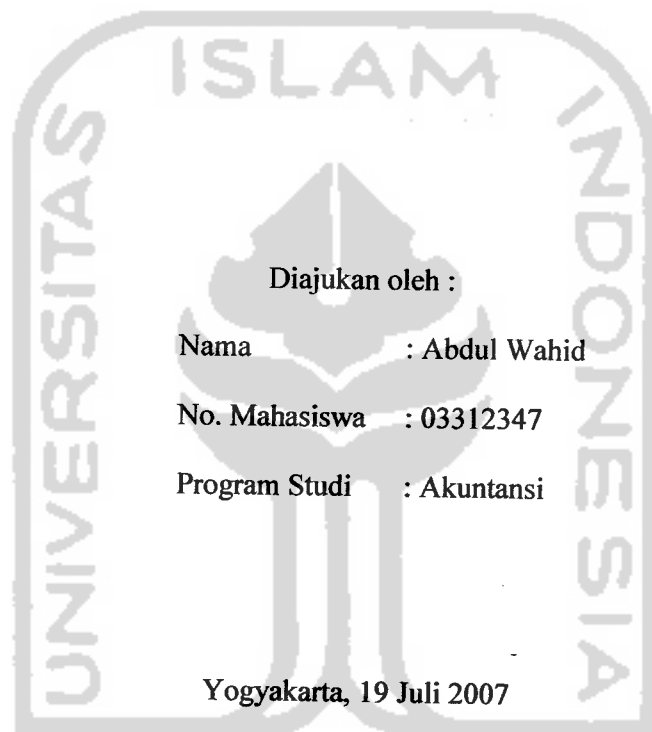 ISLAM
UNIVERSITAS
INDONESIA
Diajukan oleh :
Nama : Abdul Wahid
No. Mahasiswa : 03312347
Program Studi : Akuntansi
Yogyakarta, 19 Juli 2007